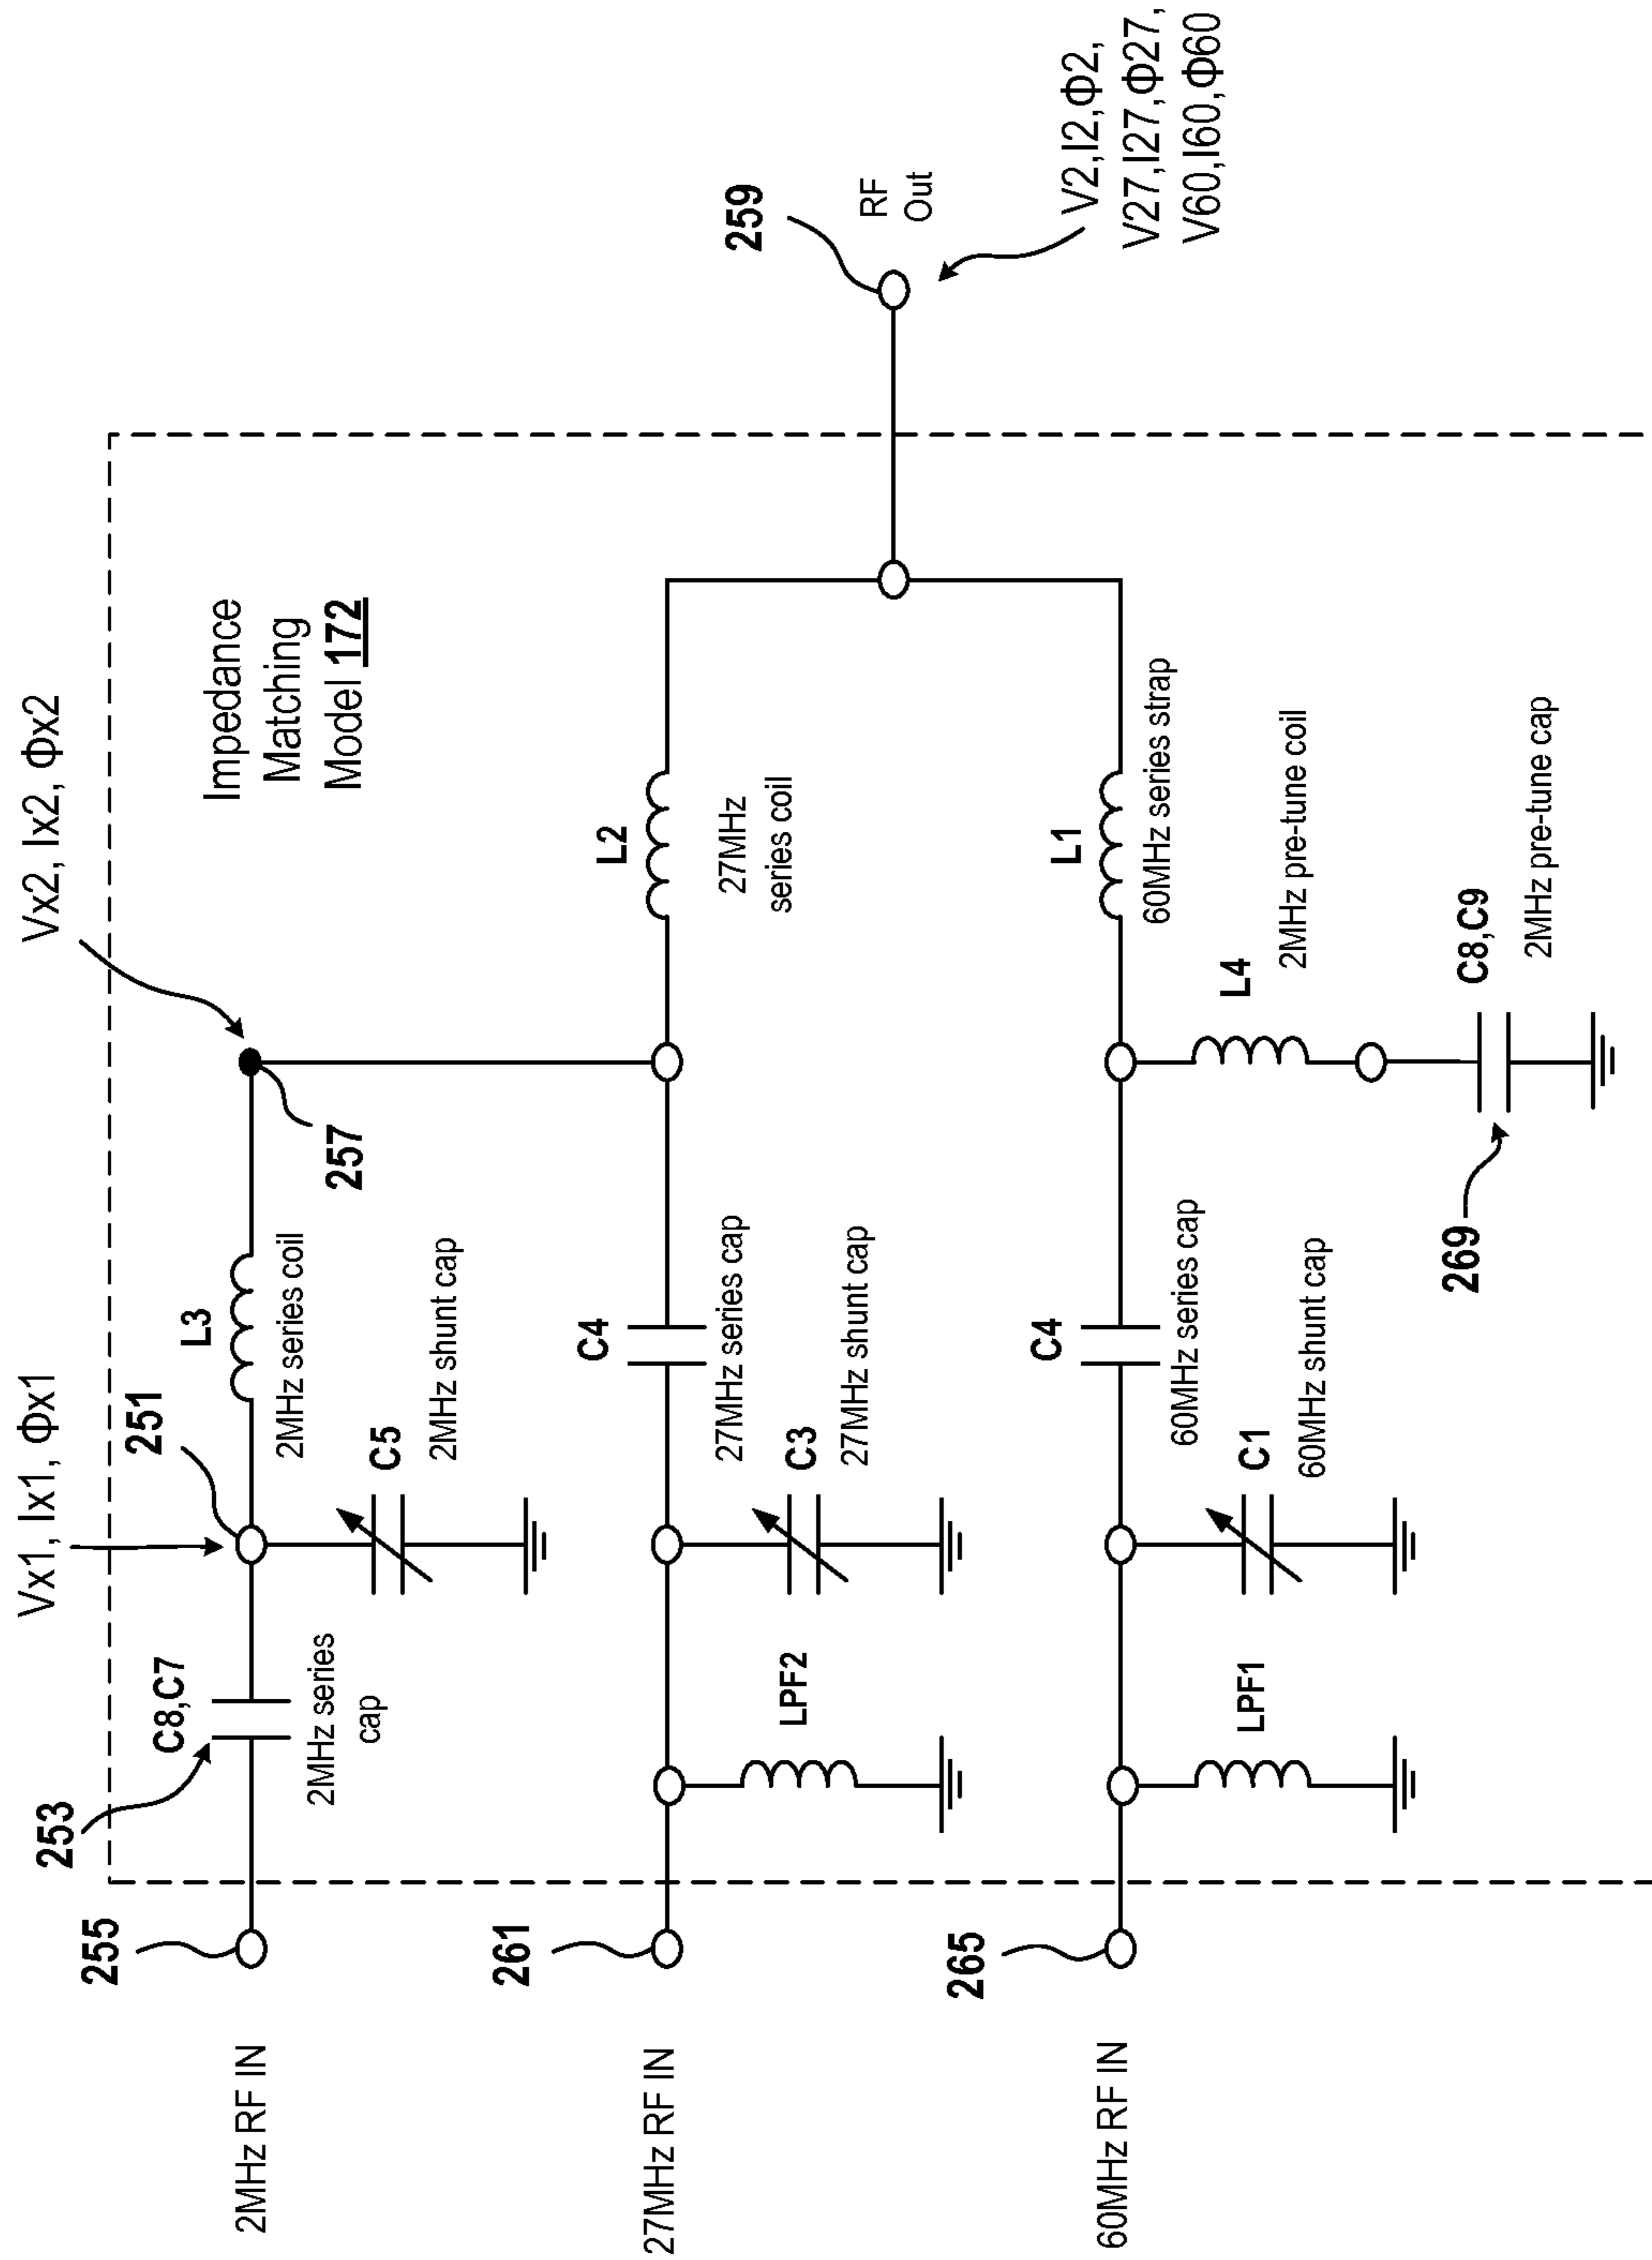 Vx1, Ix1, Φx1
Vx2, Ix2, Φx2
253
251
255
C8,C7
L3
2MHz RF IN
2MHz series
cap
2MHz series coil
257
C5
2MHz shunt cap
Impedance
Matching
Model 172
261
C4
L2
27MHz RF IN
27MHz series cap
27MHz
series coil
LPF2
C3
27MHz shunt cap
259
RF
Out
V2,I2,Φ2,
V27,I27,Φ27,
V60,I60,Φ60
265
C4
L1
60MHz RF IN
60MHz series cap
60MHz series strap
LPF1
C1
60MHz shunt cap
L4
2MHz pre-tune coil
269
C8,C9
2MHz pre-tune cap